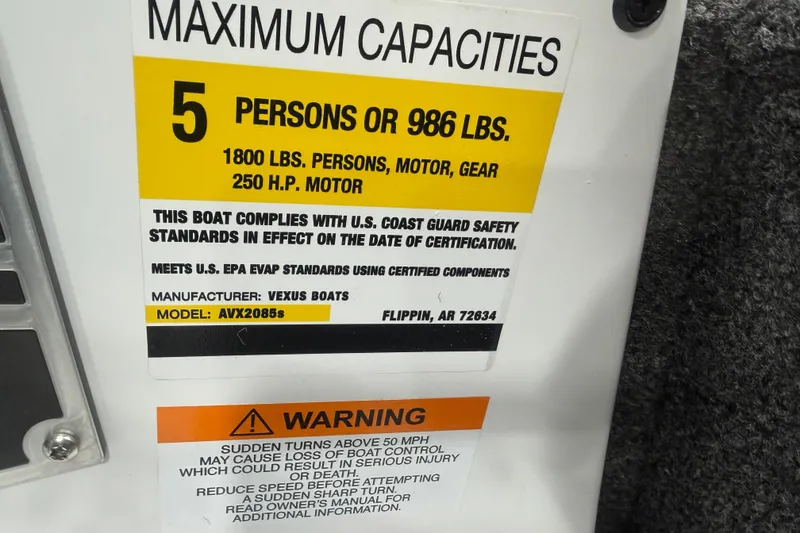 MAXIMUM CAPACITIES
5 PERSONS OR 986 LBS.
1800 LBS. PERSONS, MOTOR, GEAR
250 H.P. MOTOR
THIS BOAT COMPLIES WITH U.S. COAST GUARD SAFETY
STANDARDS IN EFFECT ON THE DATE OF CERTIFICATION.
MEETS U.S. EPA EVAP STANDARDS USING CERTIFIED COMPONENTS
MANUFACTURER: VEXUS BOATS
MODEL: AVX2085s FLIPPIN, AR 72634
WARNING
SUDDEN TURNS ABOVE 50 MPH
MAY CAUSE LOSS OF BOAT CONTROL
WHICH COULD RESULT IN SERIOUS INJURY
OR DEATH.
REDUCE SPEED BEFORE ATTEMPTING
A SUDDEN SHARP TURN.
READ OWNER'S MANUAL FOR
ADDITIONAL INFORMATION.